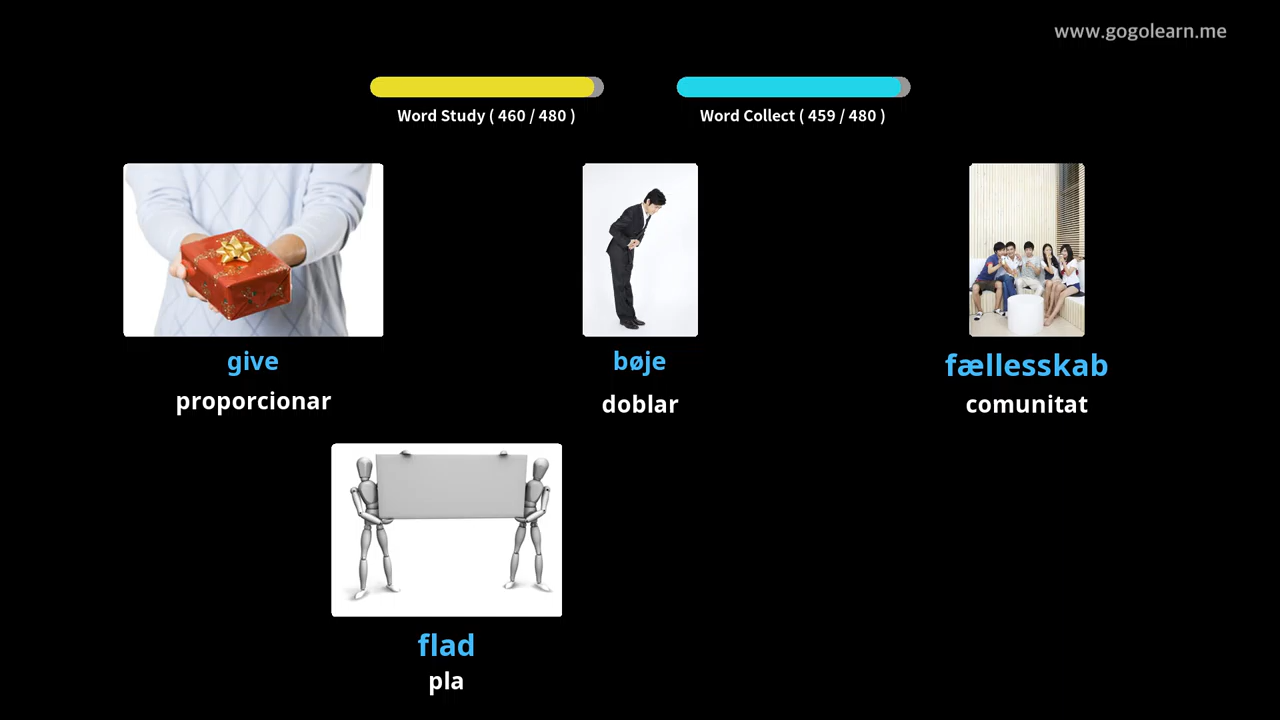 www.gogolearn.me
Word Study ( 460 / 480 )
Word Collect ( 459 / 480 )
give
bøje
fællesskab
proporcionar
doblar
comunitat
flad
pla